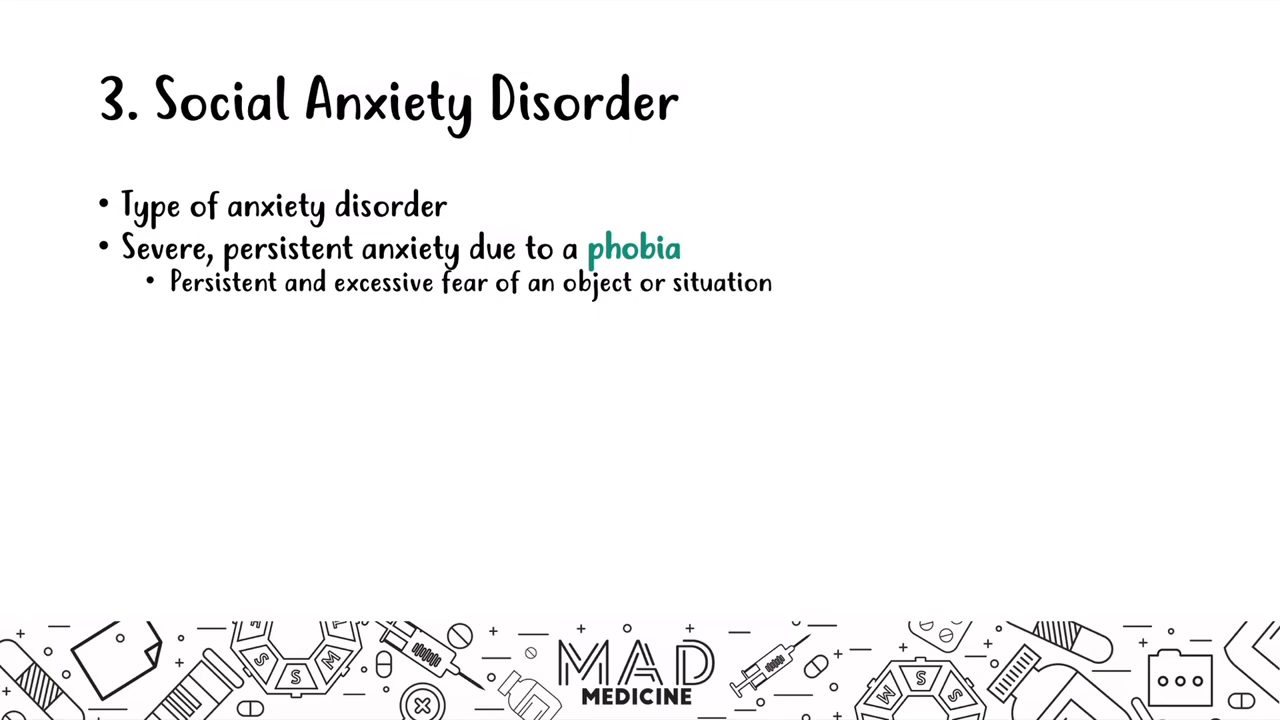 3. Social Anxiety Disorder
• Type of anxiety disorder
• Severe, persistent anxiety due to a phobia
• Persistent and excessive fear of an object or situation
S
S
M
MAD
MEDICINE
M
S
S